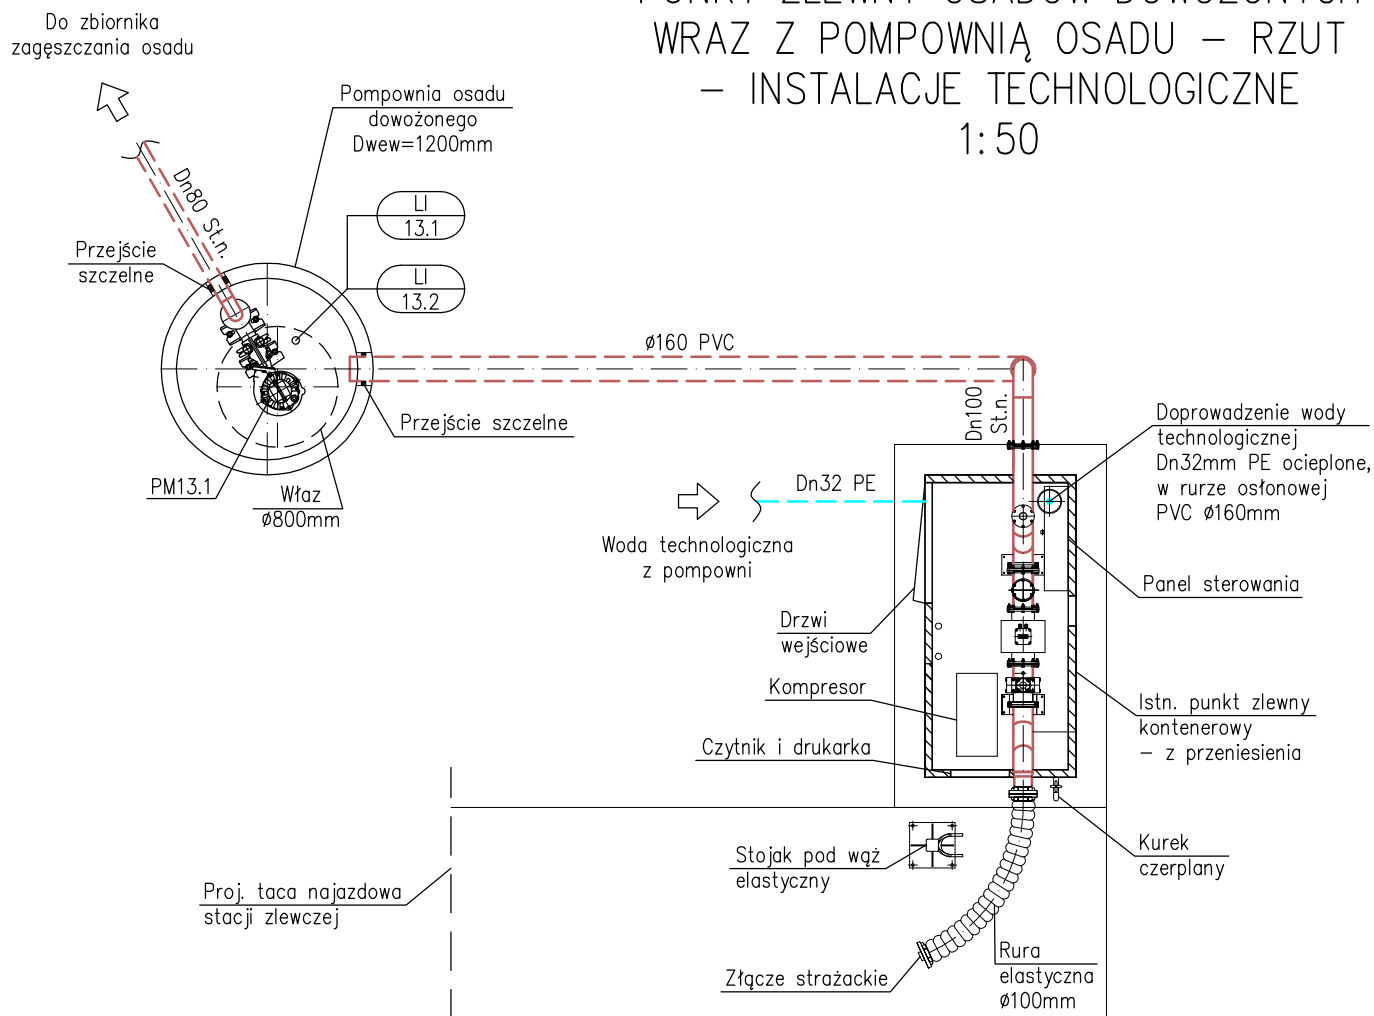 PUNKT ZLEWNY OSADÓW DOWOŻONYCH
WRAZ Z POMPOWNIĄ OSADU – RZUT
– INSTALACJE TECHNOLOGICZNE
1:50
Do zbiornika
zagęszczania osadu
Pompownia osadu
dowożonego
Dwew=1200mm
Dn80 St.n.
LI
13.1
LI
13.2
Przejście
szczelne
ø160 PVC
Przejście szczelne
PM13.1
Właz
ø800mm
Dn100
St.n.
Doprowadzenie wody
technologicznej
Dn32mm PE ocieplone,
w rurze osłonowej
PVC ø160mm
Dn32 PE
Woda technologiczna
z pompowni
Panel sterowania
Drzwi
wejściowe
Kompresor
Istn. punkt zlewny
kontenerowy
– z przeniesienia
Czytnik i drukarka
Kurek
czerplany
Stojak pod wąż
elastyczny
Proj. taca najazdowa
stacji zlewczej
Rura
elastyczna
ø100mm
Złącze strażackie